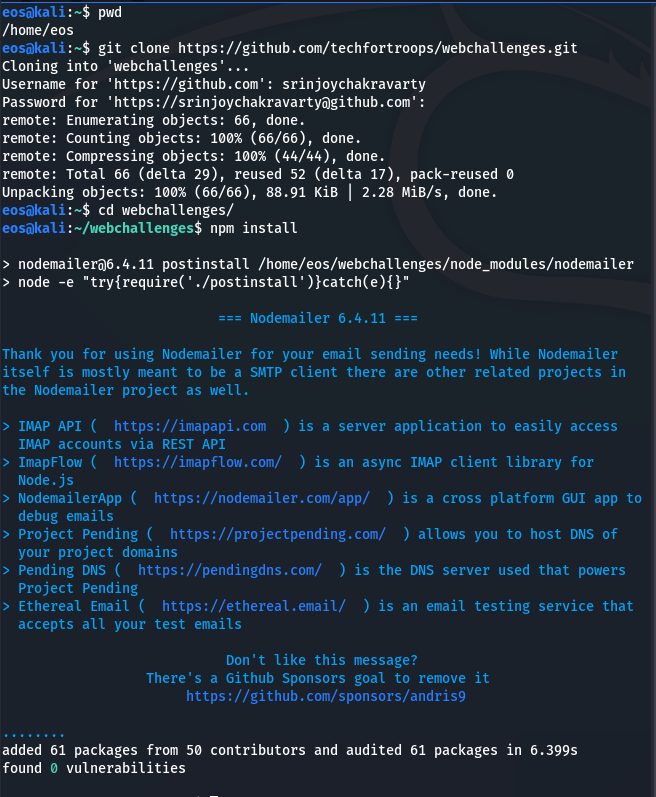 eos@kali:~$ pwd
/home/eos
eos@kali:~$ git clone https://github.com/techfortroops/webchallenges.git
Cloning into 'webchallenges'...
Username for 'https://github.com': srinjoychakravarty
Password for 'https://srinjoychakravarty@github.com':
remote: Enumerating objects: 66, done.
remote: Counting objects: 100% (66/66), done.
remote: Compressing objects: 100% (44/44), done.
remote: Total 66 (delta 29), reused 52 (delta 17), pack-reused 0
Unpacking objects: 100% (66/66), 88.91 KiB | 2.28 MiB/s, done.
eos@kali:~$ cd webchallenges/
eos@kali:~/webchallenges$ npm install
> nodemailer@6.4.11 postinstall /home/eos/webchallenges/node_modules/nodemailer
> node -e "try{require('./postinstall')}catch(e){}"
=== Nodemailer 6.4.11 ===
Thank you for using Nodemailer for your email sending needs! While Nodemailer
itself is mostly meant to be a SMTP client there are other related projects in
the Nodemailer project as well.
> IMAP API ( https://imapapi.com ) is a server application to easily access
IMAP accounts via REST API
> ImapFlow ( https://imapflow.com/ ) is an async IMAP client library for
Node.js
> NodemailerApp ( https://nodemailer.com/app/ ) is a cross platform GUI app to
debug emails
> Project Pending ( https://projectpending.com/ ) allows you to host DNS of
your project domains
> Pending DNS ( https://pendingdns.com/ ) is the DNS server used that powers
Project Pending
> Ethereal Email ( https://ethereal.email/ ) is an email testing service that
accepts all your test emails
Don't like this message?
There's a Github Sponsors goal to remove it
https://github.com/sponsors/andris9
........
added 61 packages from 50 contributors and audited 61 packages in 6.399s
found 0 vulnerabilities